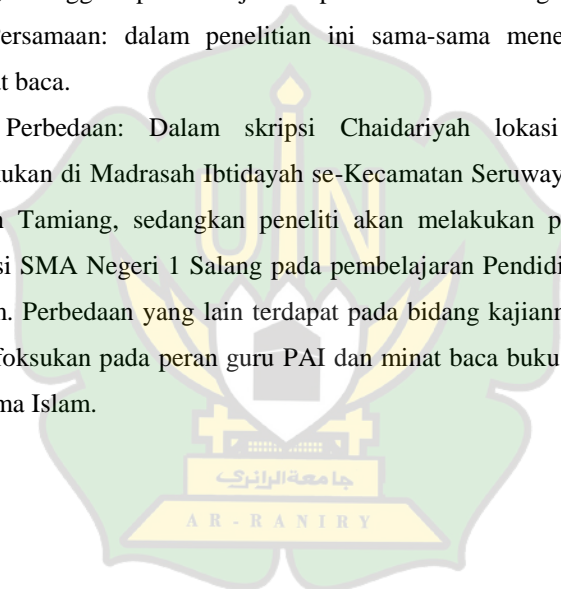 Persamaan: dalam penelitian ini sama-sama mene
t baca.
Perbedaan: Dalam skripsi Chaidariyah lokasi
ukan di Madrasah Ibtidayah se-Kecamatan Seruway
Tamiang, sedangkan peneliti akan melakukan p
si SMA Negeri 1 Salang pada pembelajaran Pendidi
n. Perbedaan yang lain terdapat pada bidang kajiann
foksukan pada peran guru PAI dan minat baca buku
ma Islam.
UIN
جامعة الرانري
AR-RANIRY